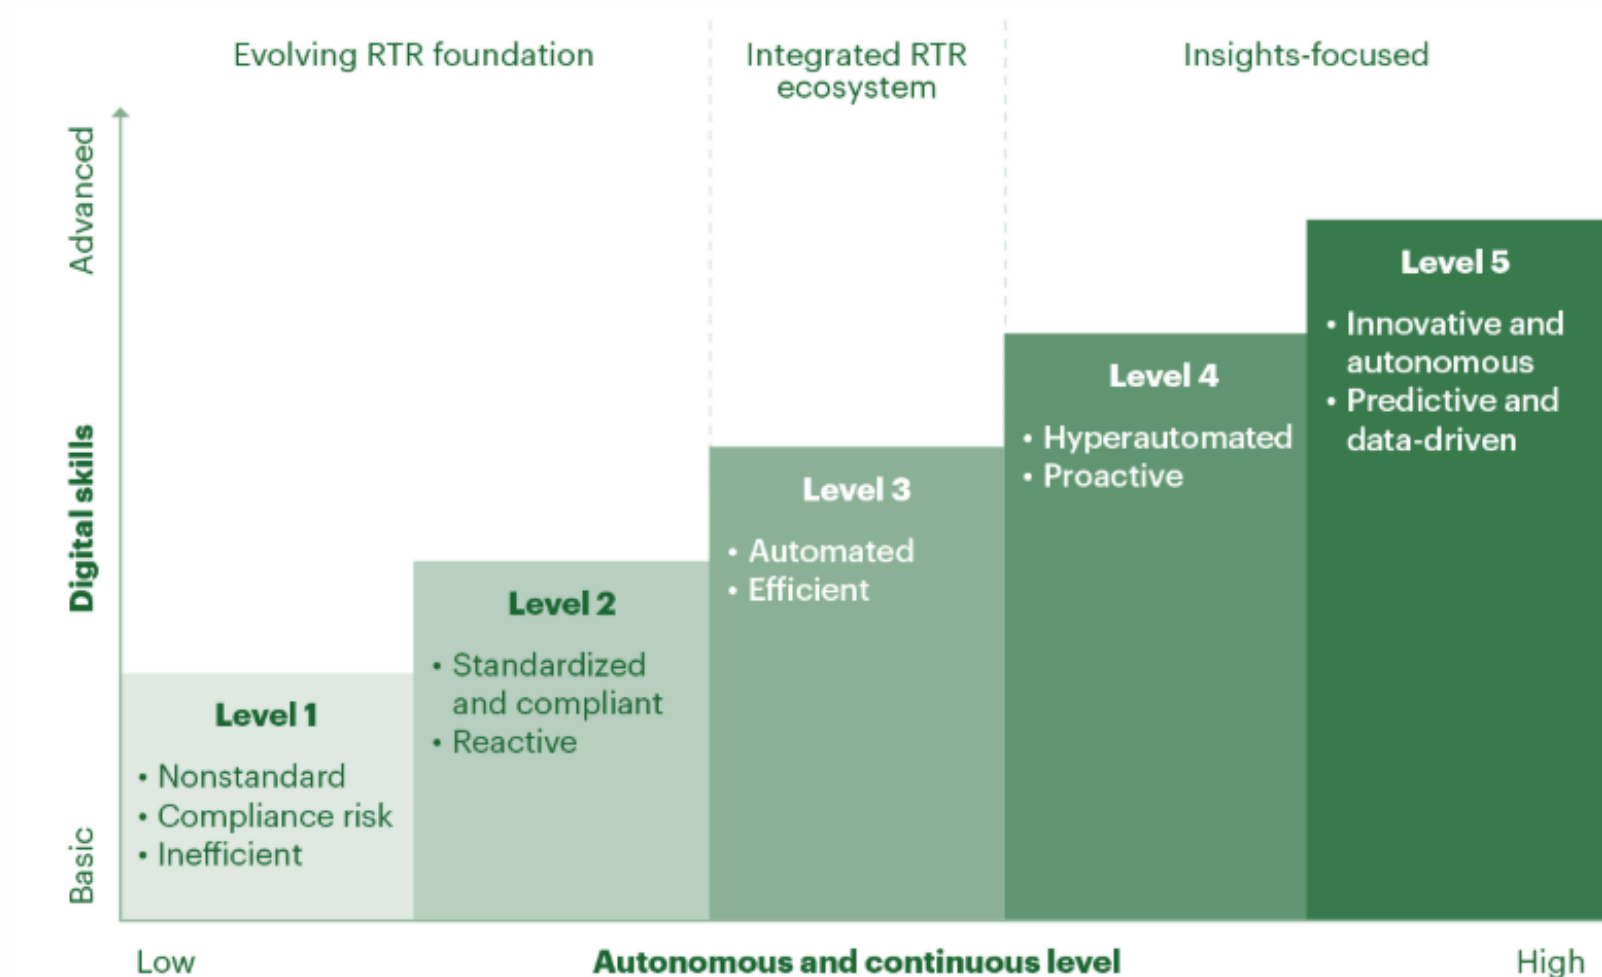 Evolving RTR foundation
Integrated RTR
ecosystem
Insights-focused
Advanced
Digital skills
Basic
Level 1
• Nonstandard
• Compliance risk
• Inefficient
Level 2
• Standardized
and compliant
• Reactive
Level 3
• Automated
• Efficient
Level 4
• Hyperautomated
• Proactive
Level 5
• Innovative and
autonomous
• Predictive and
data-driven
Low
Autonomous and continuous level
High